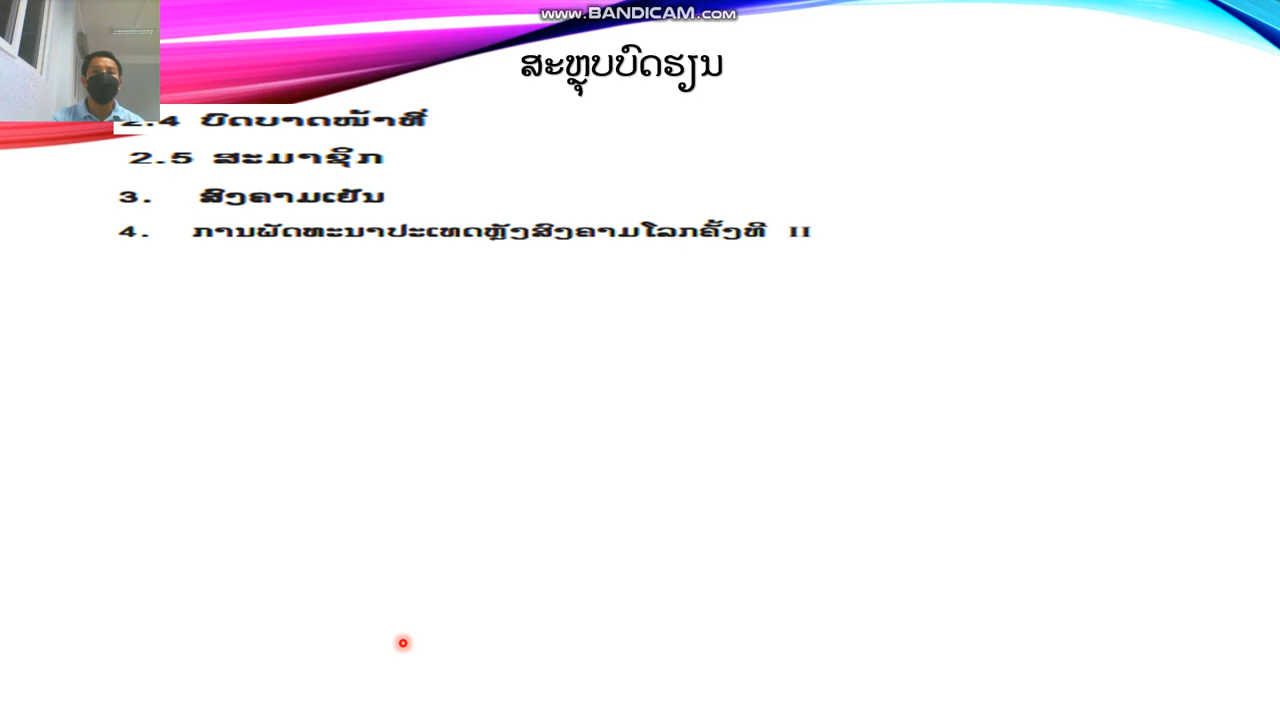 www.BANDICAM.com
ສະຫຼຸບບົດຮຽນ
2.4 ບົດບາດໜ້າທີ່
2.5 ສະມາຊິກ
3. ສົງຄາມເຢັນ
4. ການພັດທະນາປະເທດຫຼັງສົງຄາມໂລກຄັ້ງທີ II